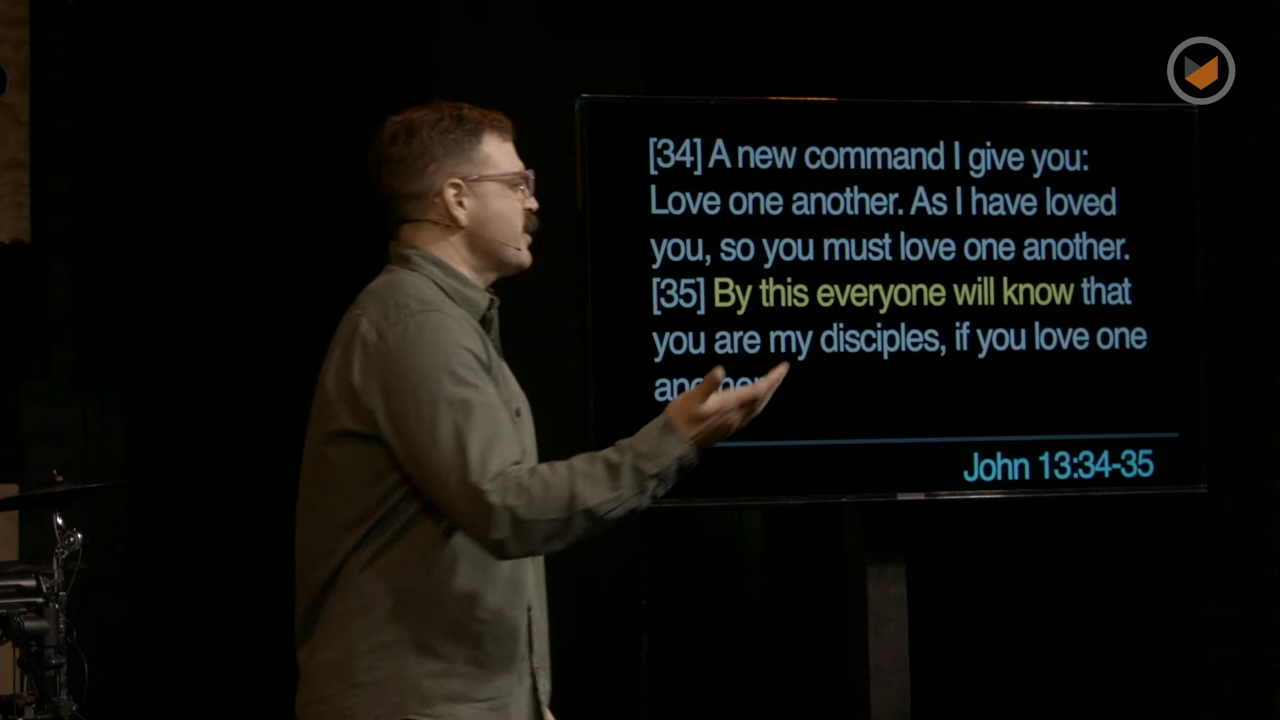 [34] A new command I give you:
Love one another. As I have loved
you, so you must love one another.
[35] By this everyone will know that
you are my disciples, if you love one
John 13:34-35